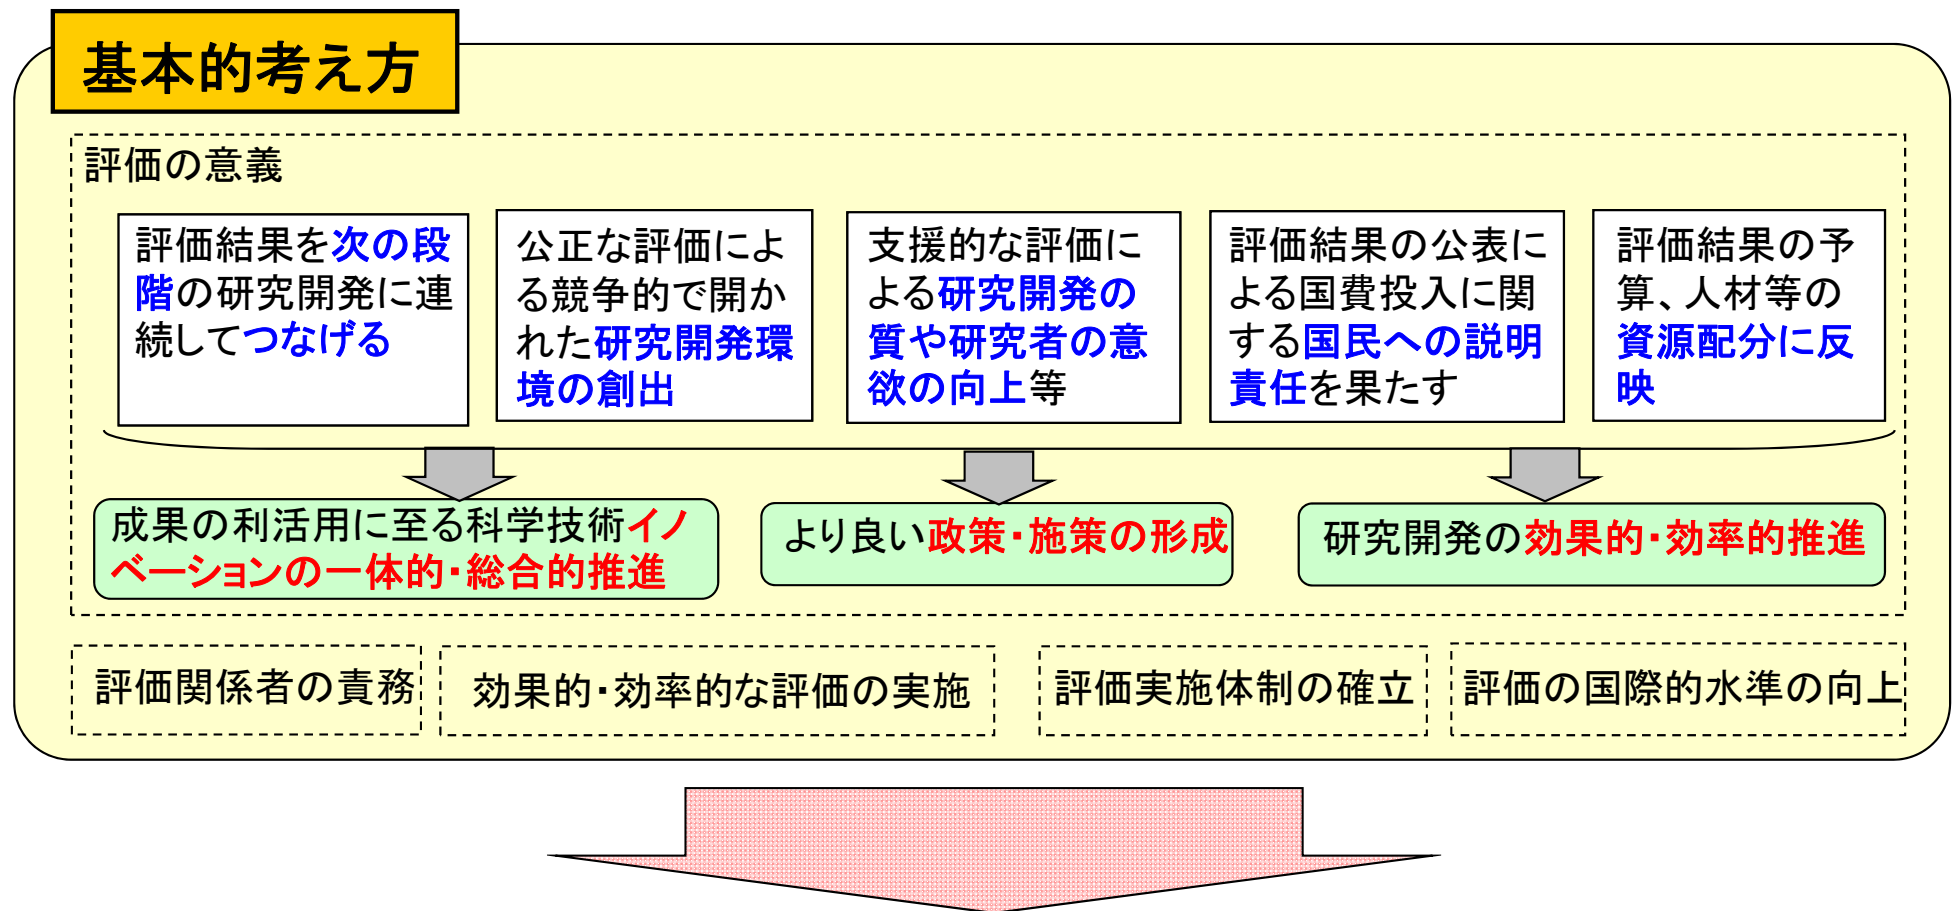 基本的考え方
評価の意義
評価結果を次の段
階の研究開発に連
続してつなげる
公正な評価によ
る競争的で開か
れた研究開発環
境の創出
支援的な評価に
よる研究開発の
質や研究者の意
欲の向上等
評価結果の公表に
よる国費投入に関
する国民への説明
責任を果たす
評価結果の予
算、人材等の
資源配分に反
映
成果の利活用に至る科学技術イノ
ベーションの一体的・総合的推進
より良い政策・施策の形成
研究開発の効果的・効率的推進
評価関係者の責務
効果的・効率的な評価の実施
評価実施体制の確立
評価の国際的水準の向上